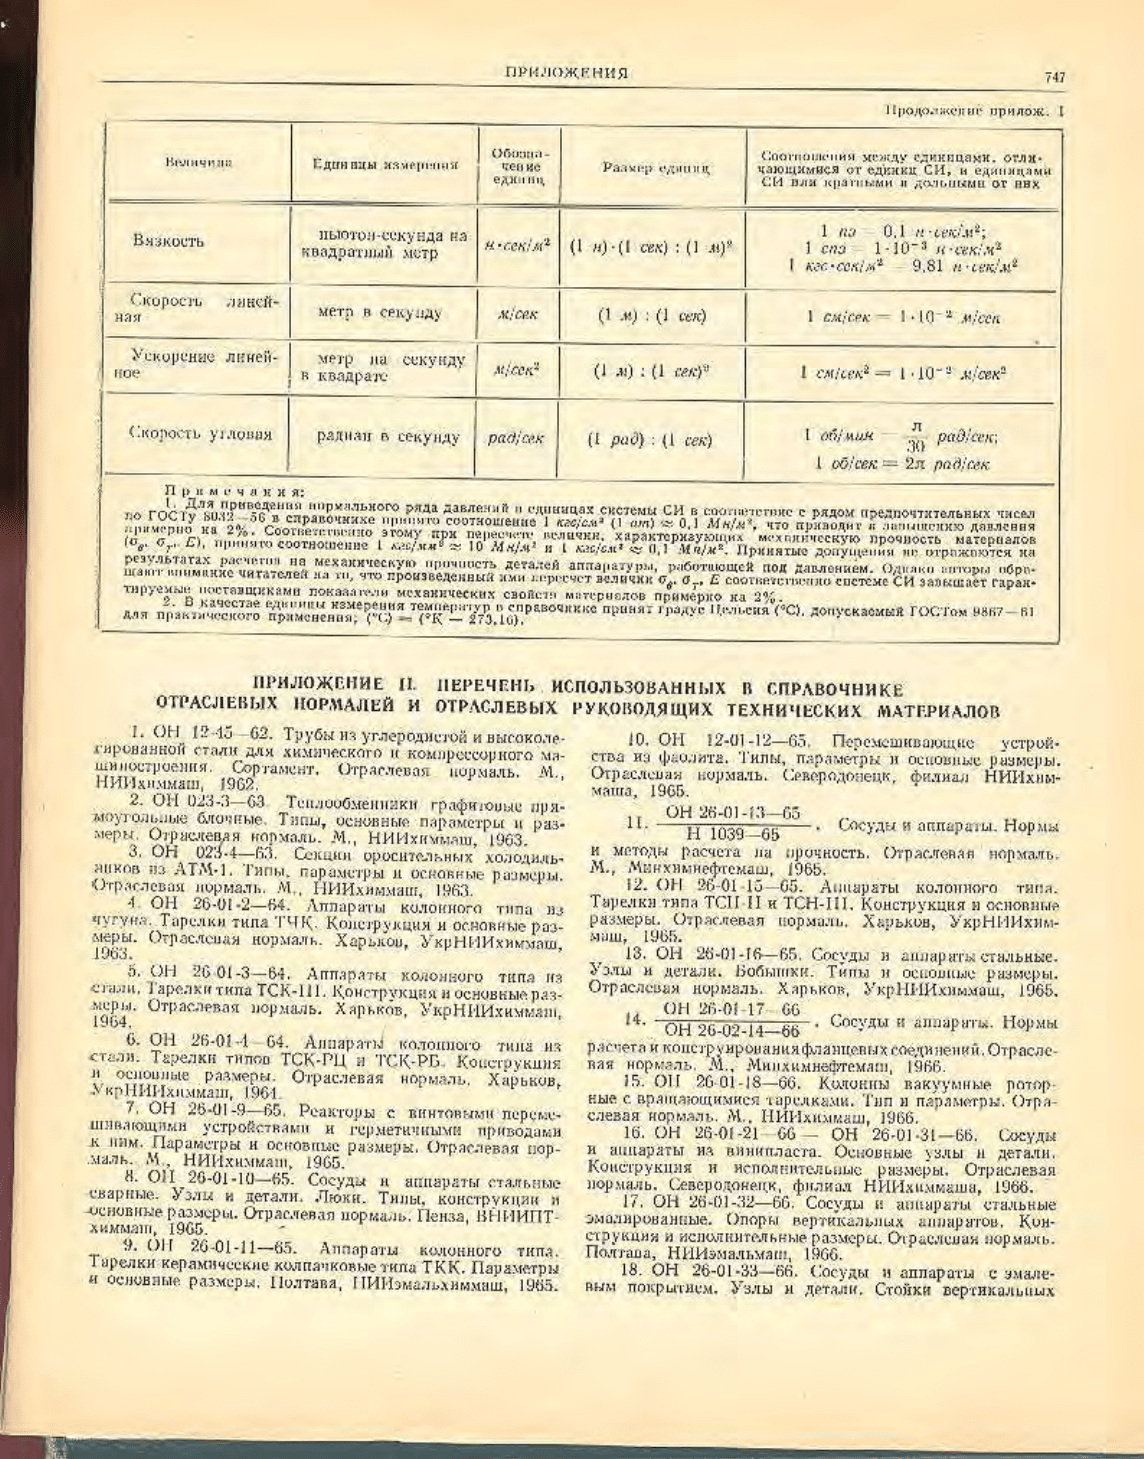 ПРИЛОЖЕНИЯ
747
Продолжение прилож. I
Величина
Единицы измерения
Обозна-
чение
единиц
Размер единиц
Соотношения между единицами, отли-
чающимися от единиц СИ, и единицами
СИ или кратными и дольными от них
Вязкость
ньютон-секунда на
квадратный метр
н·сек/м²
(1 н)·(1 сек) : (1 м)²
1 пз = 0,1 н·сек/м²;
1 спз = 1·10⁻³ н·сек/м²
1 кгс·сек/м² = 9,81 н·сек/м²
Скорость линей-
ная
метр в секунду
м/сек
(1 м) : (1 сек)
1 см/сек = 1·10⁻² м/сек
Ускорение линей-
ное
метр на секунду
в квадрате
м/сек²
(1 м) : (1 сек)²
1 см/сек² = 1·10⁻² м/сек²
Скорость угловая
радиан в секунду
рад/сек
(1 рад) : (1 сек)
1 об/мин = π/30 рад/сек;
1 об/сек = 2π рад/сек
Примечания:
1. Для приведения нормального ряда давлений в единицах системы СИ в соответствие с рядом предпочтительных чисел
по ГОСТу 8032—56 в справочнике принято соотношение 1 кгс/см² (1 ат) ≈ 0,1 Мн/м², что приводит к завышению давления
примерно на 2%. Соответственно этому при пересчете величин, характеризующих механическую прочность материалов
(σв, σт, E), принято соотношение 1 кгс/мм² ≈ 10 Мн/м² и 1 кгс/см² ≈ 0,1 Мн/м². Принятые допущения не отражаются на
результатах расчетов на механическую прочность деталей аппаратуры, работающей под давлением. Однако авторы обра-
щают внимание читателей на то, что произведенный ими пересчет величин σв, σт, E соответственно системе СИ завышает гаран-
тируемые поставщиками показатели механических свойств материалов примерно на 2%.
2. В качестве единицы измерения температур в справочнике принят градус Цельсия (°С), допускаемый ГОСТом 9867—61
для практического применения; (°С) = (°К — 273,16).
ПРИЛОЖЕНИЕ II. ПЕРЕЧЕНЬ ИСПОЛЬЗОВАННЫХ В СПРАВОЧНИКЕ
ОТРАСЛЕВЫХ НОРМАЛЕЙ И ОТРАСЛЕВЫХ РУКОВОДЯЩИХ ТЕХНИЧЕСКИХ МАТЕРИАЛОВ
1. ОН 12-15—62. Трубы из углеродистой и высоколе-
гированной стали для химического и компрессорного ма-
шиностроения. Сортамент. Отраслевая нормаль. М.,
НИИхиммаш, 1962.
2. ОН 023-3—63. Теплообменники графитовые пря-
моугольные блочные. Типы, основные параметры и раз-
меры. Отраслевая нормаль. М., НИИхиммаш, 1963.
3. ОН 023-4—63. Секции оросительных холодиль-
ников из АТМ-1. Типы, параметры и основные размеры.
Отраслевая нормаль. М., НИИхиммаш, 1963.
4. ОН 26-01-2—64. Аппараты колонного типа из
чугуна. Тарелки типа ТЧК. Конструкция и основные раз-
меры. Отраслевая нормаль. Харьков, УкрНИИхиммаш,
1963.
5. ОН 26-01-3—64. Аппараты колонного типа из
стали. Тарелки типа ТСК-III. Конструкция и основные раз-
меры. Отраслевая нормаль. Харьков, УкрНИИхиммаш,
1964.
6. ОН 26-01-4—64. Аппараты колонного типа из
стали. Тарелки типов ТСК-РЦ и ТСК-РБ. Конструкция
и основные размеры. Отраслевая нормаль. Харьков,
УкрНИИхиммаш, 1964.
7. ОН 26-01-9—65. Реакторы с винтовыми переме-
шивающими устройствами и герметичными приводами
к ним. Параметры и основные размеры. Отраслевая нор-
маль. М., НИИхиммаш, 1965.
8. ОН 26-01-10—65. Сосуды и аппараты стальные
сварные. Узлы и детали. Люки. Типы, конструкции и
основные размеры. Отраслевая нормаль. Пенза, ВНИИПТ-
химмаш, 1965.
9. ОН 26-01-11—65. Аппараты колонного типа.
Тарелки керамические колпачковые типа ТКК. Параметры
и основные размеры. Полтава, НИИэмальхиммаш, 1965.
10. ОН 12-01-12—65. Перемешивающие устрой-
ства из фаолита. Типы, параметры и основные размеры.
Отраслевая нормаль. Северодонецк, филиал НИИхим-
маша, 1965.
ОН 26-01-13—65
11. Н 1039—65. Сосуды и аппараты. Нормы
и методы расчета на прочность. Отраслевая нормаль.
М., Минхимнефтемаш, 1965.
12. ОН 26-01-15—65. Аппараты колонного типа.
Тарелки типа ТСН-II и ТСН-III. Конструкция и основные
размеры. Отраслевая нормаль. Харьков, УкрНИИхим-
маш, 1965.
13. ОН 26-01-16—65. Сосуды и аппараты стальные.
Узлы и детали. Бобышки. Типы и основные размеры.
Отраслевая нормаль. Харьков, УкрНИИхиммаш, 1965.
ОН 26-01-17—66
14. ОН 26-02-14—66. Сосуды и аппараты. Нормы
расчета и конструирования фланцевых соединений. Отрасле-
вая нормаль. М., Минхимнефтемаш, 1966.
15. ОН 26-01-18—66. Колонны вакуумные ротор-
ные с вращающимися тарелками. Тип и параметры. Отра-
слевая нормаль. М., НИИхиммаш, 1966.
16. ОН 26-01-21—66 — ОН 26-01-31—66. Сосуды
и аппараты из винипласта. Основные узлы и детали.
Конструкция и исполнительные размеры. Отраслевая
нормаль. Северодонецк, филиал НИИхиммаша, 1966.
17. ОН 26-01-32—66. Сосуды и аппараты стальные
эмалированные. Опоры вертикальных аппаратов. Кон-
струкция и исполнительные размеры. Отраслевая нормаль.
Полтава, НИИэмальмаш, 1966.
18. ОН 26-01-33—66. Сосуды и аппараты с эмале-
вым покрытием. Узлы и детали. Стойки вертикальных